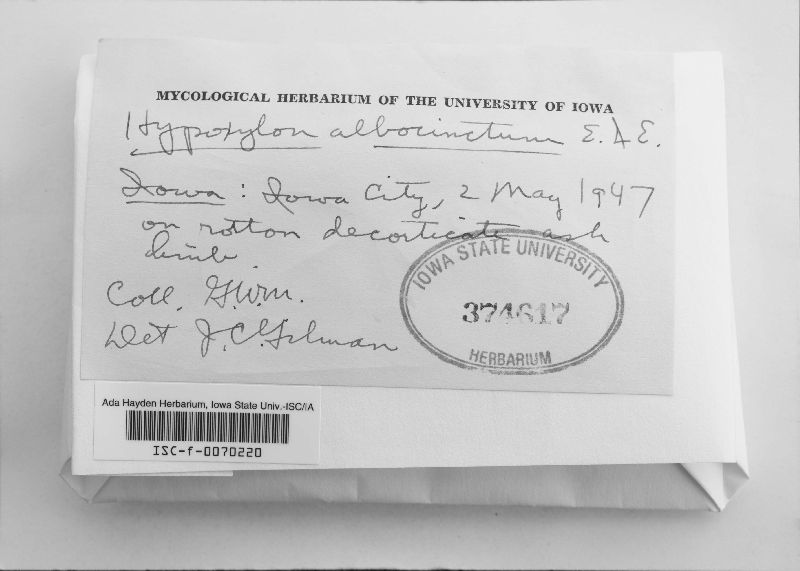 MYCOLOGICAL HERBARIUM OF THE UNIVERSITY OF IOWA
Hypoxylon albocinctum E. & E.
Iowa: Iowa City, 2 May 1947
on rotton decorticate ash
limb.
Coll. G.W.M.
Det J.C. Gilman
IOWA STATE UNIVERSITY
374617
HERBARIUM
Ada Hayden Herbarium, Iowa State Univ.-ISC/IA
ISC-f-0070220